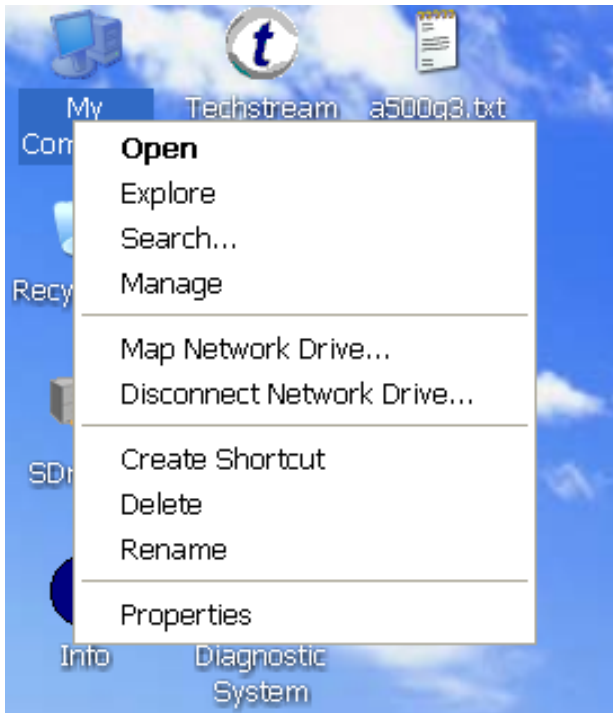 My
Com
Techstream
a500g3.txt
Open
Explore
Search...
Manage
Recy
Map Network Drive...
Disconnect Network Drive...
Create Shortcut
Delete
Rename
SDr
Properties
Info
Diagnostic
System